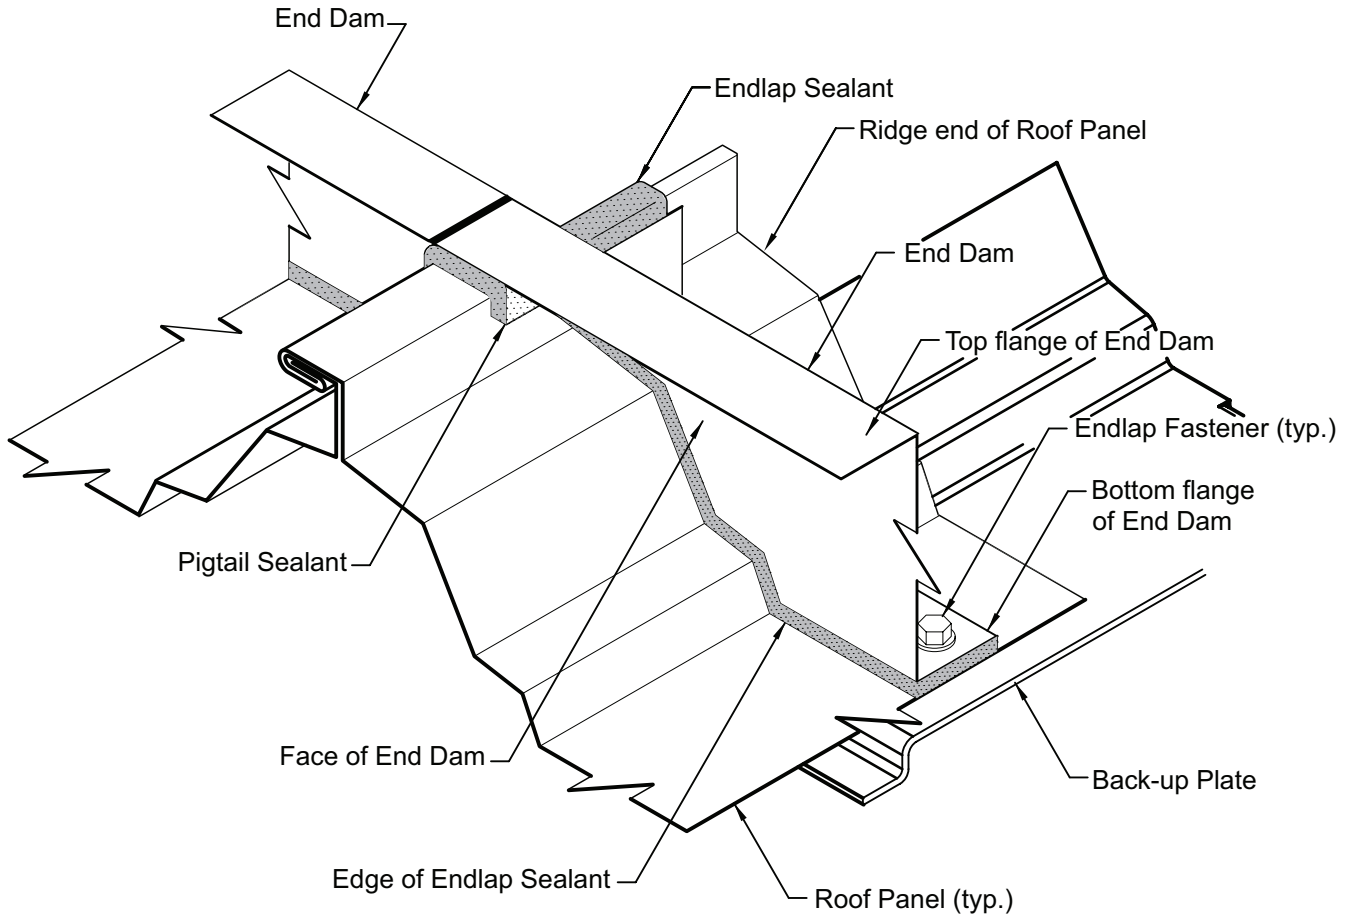 End Dam
Endlap Sealant
Ridge end of Roof Panel
End Dam
Top flange of End Dam
Endlap Fastener (typ.)
Bottom flange
of End Dam
Pigtail Sealant
Face of End Dam
Back-up Plate
Edge of Endlap Sealant
Roof Panel (typ.)